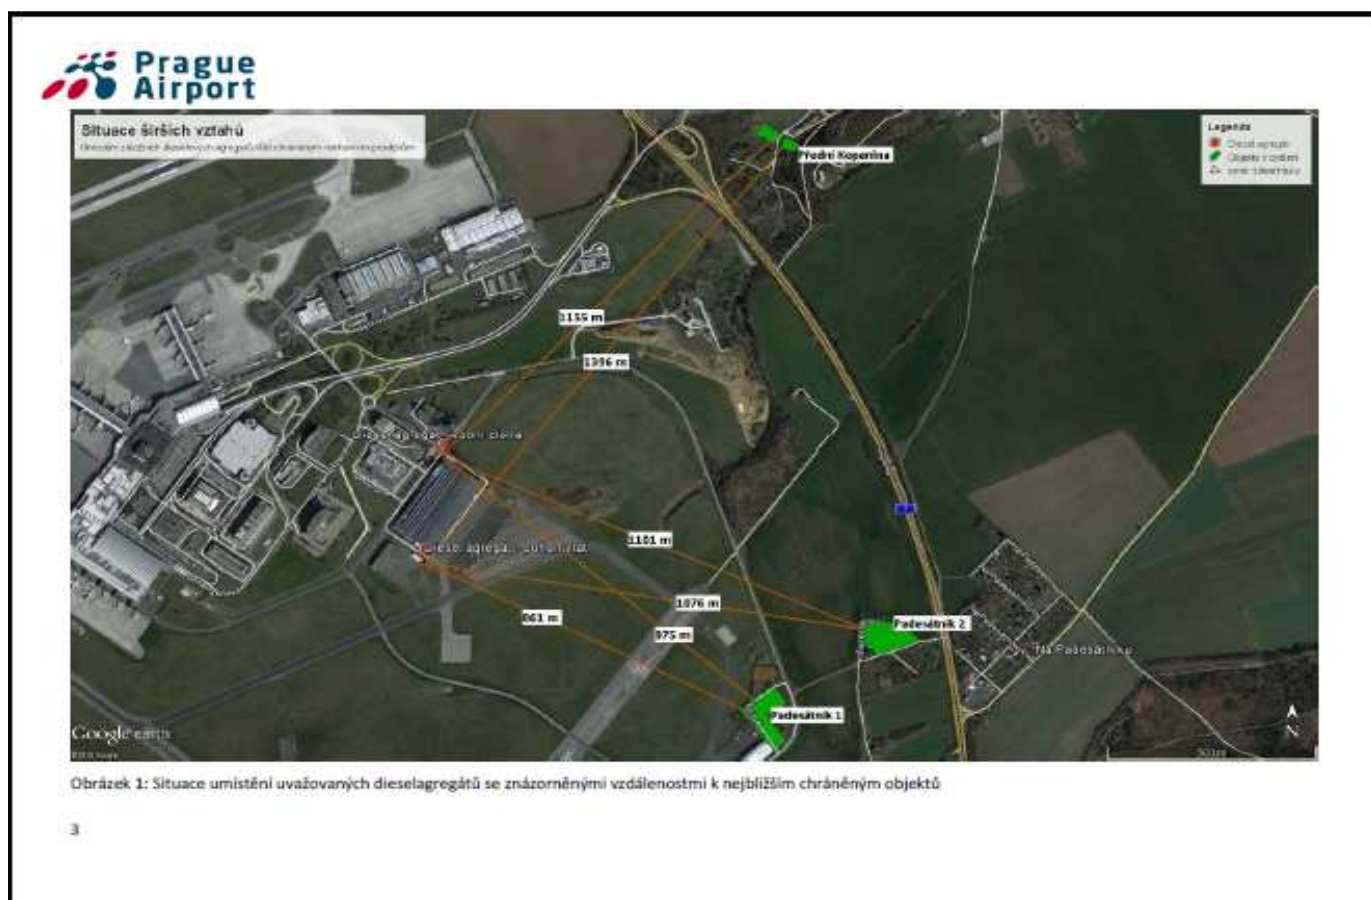 Prague
Airport
Situace širších vztahů
Legenda
Přední Kopanina
1155 m
1396 m
1101 m
1076 m
861 m
975 m
Padesátník 2
Na Padesátníku
Padesátník 1
Google earth
N
Obrázek 1: Situace umístění uvažovaných dieselagregátů se znázorněnými vzdálenostmi k nejbližším chráněným objektů
3